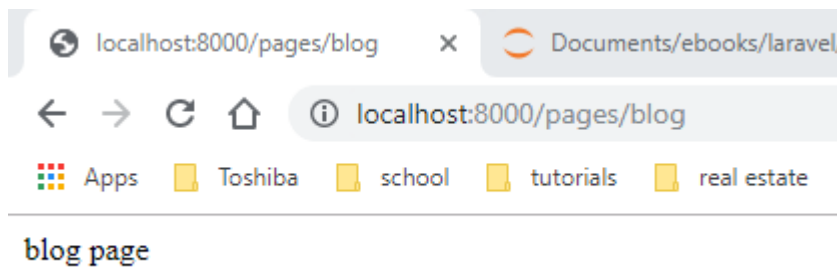 localhost:8000/pages/blog Documents/ebooks/laravel/
localhost:8000/pages/blog
Apps Toshiba school tutorials real estate
blog page